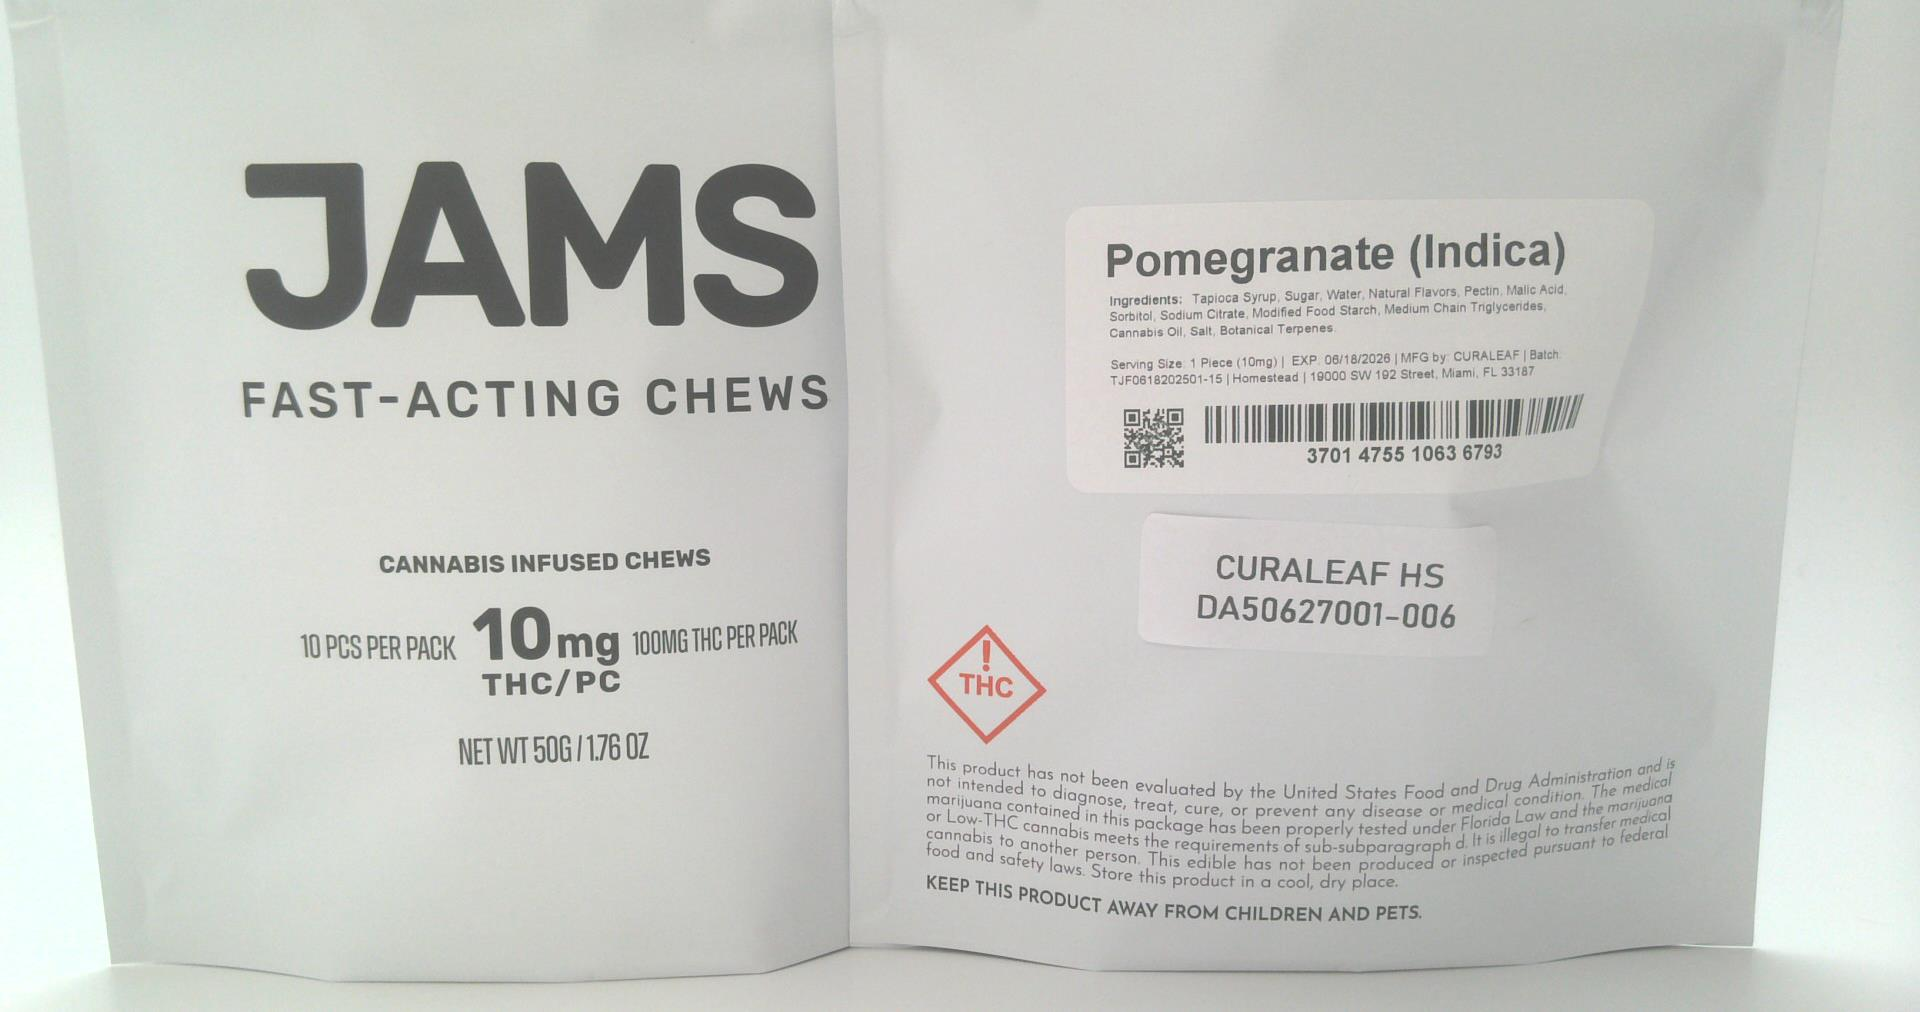 JAMS
FAST-ACTING CHEWS
CANNABIS INFUSED CHEWS
10 PCS PER PACK 10mg 100MG THC PER PACK
THC/PC
NET WT 50G / 1.76 OZ
Pomegranate (Indica)
Ingredients: Tapioca Syrup, Sugar, Water, Natural Flavors, Pectin, Malic Acid,
Sorbitol, Sodium Citrate, Modified Food Starch, Medium Chain Triglycerides,
Cannabis Oil, Salt, Botanical Terpenes.
Serving Size: 1 Piece (10mg) | EXP. 06/18/2026 | MFG by: CURALEAF | Batch:
TJF0618202501-15 | Homestead | 19000 SW 192 Street, Miami, FL 33187
3701 4755 1063 6793
CURALEAF HS
DA50627001-006
!
THC
This product has not been evaluated by the United States Food and Drug Administration and is
not intended to diagnose, treat, cure, or prevent any disease or medical condition. The medical
marijuana contained in this package has been properly tested under Florida Law and the marijuana
or Low-THC cannabis meets the requirements of sub-subparagraph d. It is illegal to transfer medical
cannabis to another person. This edible has not been produced or inspected pursuant to federal
food and safety laws. Store this product in a cool, dry place.
KEEP THIS PRODUCT AWAY FROM CHILDREN AND PETS.